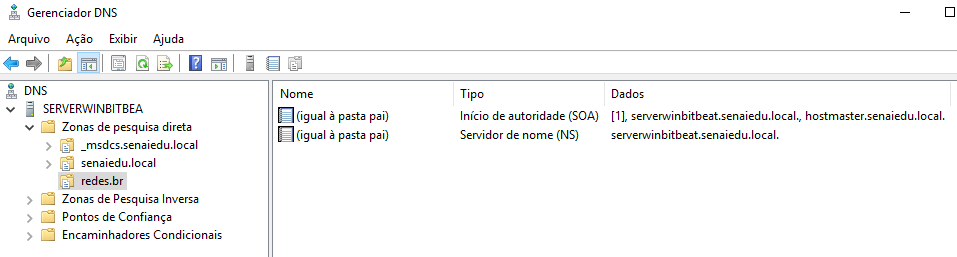 Gerenciador DNS
Arquivo Ação Exibir Ajuda
DNS
SERVERWINBITBEA
Zonas de pesquisa direta
_msdcs.senaiedu.local
senaiedu.local
redes.br
Zonas de Pesquisa Inversa
Pontos de Confiança
Encaminhadores Condicionais
Nome Tipo Dados
(igual à pasta pai) Início de autoridade (SOA) [1], serverwinbitbeat.senaiedu.local., hostmaster.senaiedu.local.
(igual à pasta pai) Servidor de nome (NS) serverwinbitbeat.senaiedu.local.